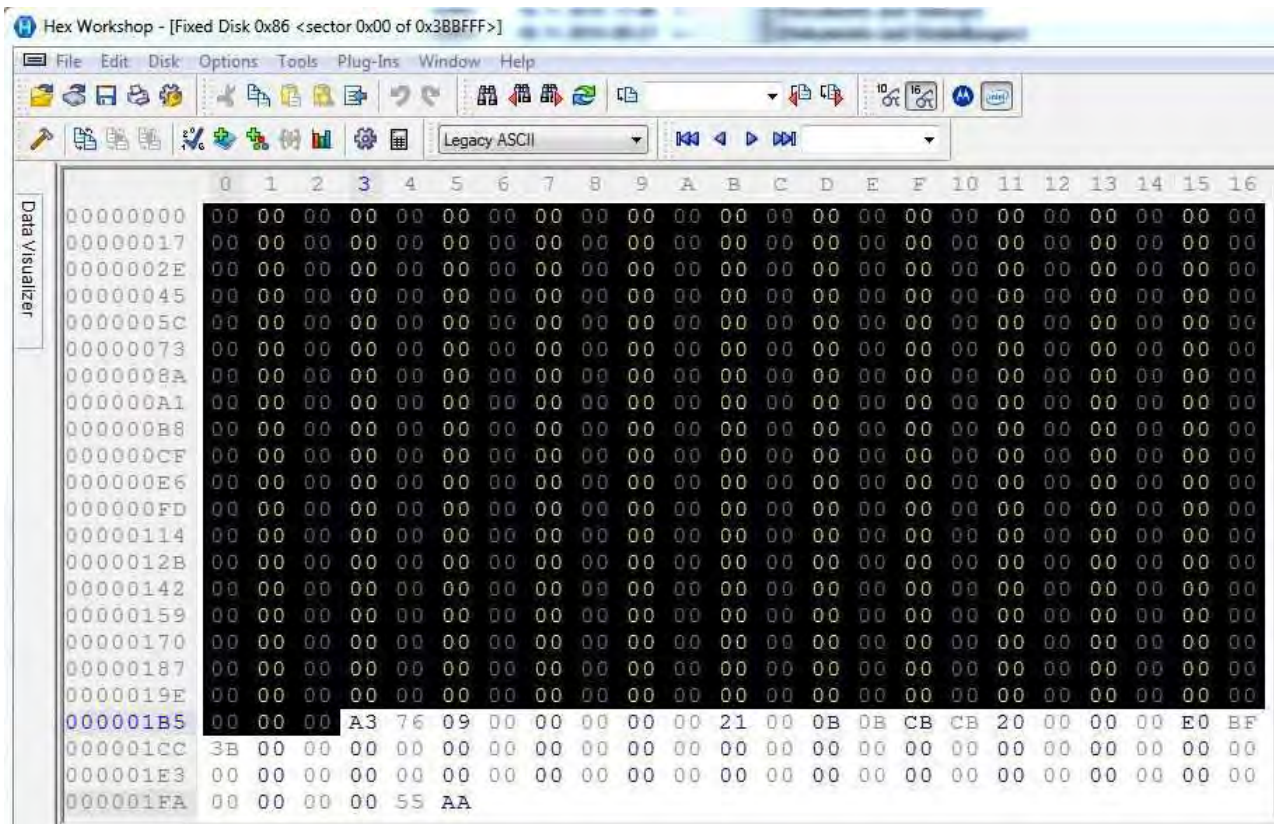 Hex Workshop - [Fixed Disk 0x86 <sector 0x00 of 0x3BBFFF>]
File Edit Disk Options Tools Plug-Ins Window Help
10 16 intel
Legacy ASCII
Data Visualizer
0 1 2 3 4 5 6 7 8 9 A B C D E F 10 11 12 13 14 15 16
00000000 00 00 00 00 00 00 00 00 00 00 00 00 00 00 00 00 00 00 00 00 00 00 00
00000017 00 00 00 00 00 00 00 00 00 00 00 00 00 00 00 00 00 00 00 00 00 00 00
0000002E 00 00 00 00 00 00 00 00 00 00 00 00 00 00 00 00 00 00 00 00 00 00 00
00000045 00 00 00 00 00 00 00 00 00 00 00 00 00 00 00 00 00 00 00 00 00 00 00
0000005C 00 00 00 00 00 00 00 00 00 00 00 00 00 00 00 00 00 00 00 00 00 00 00
00000073 00 00 00 00 00 00 00 00 00 00 00 00 00 00 00 00 00 00 00 00 00 00 00
0000008A 00 00 00 00 00 00 00 00 00 00 00 00 00 00 00 00 00 00 00 00 00 00 00
000000A1 00 00 00 00 00 00 00 00 00 00 00 00 00 00 00 00 00 00 00 00 00 00 00
000000B8 00 00 00 00 00 00 00 00 00 00 00 00 00 00 00 00 00 00 00 00 00 00 00
000000CF 00 00 00 00 00 00 00 00 00 00 00 00 00 00 00 00 00 00 00 00 00 00 00
000000E6 00 00 00 00 00 00 00 00 00 00 00 00 00 00 00 00 00 00 00 00 00 00 00
000000FD 00 00 00 00 00 00 00 00 00 00 00 00 00 00 00 00 00 00 00 00 00 00 00
00000114 00 00 00 00 00 00 00 00 00 00 00 00 00 00 00 00 00 00 00 00 00 00 00
0000012B 00 00 00 00 00 00 00 00 00 00 00 00 00 00 00 00 00 00 00 00 00 00 00
00000142 00 00 00 00 00 00 00 00 00 00 00 00 00 00 00 00 00 00 00 00 00 00 00
00000159 00 00 00 00 00 00 00 00 00 00 00 00 00 00 00 00 00 00 00 00 00 00 00
00000170 00 00 00 00 00 00 00 00 00 00 00 00 00 00 00 00 00 00 00 00 00 00 00
00000187 00 00 00 00 00 00 00 00 00 00 00 00 00 00 00 00 00 00 00 00 00 00 00
0000019E 00 00 00 00 00 00 00 00 00 00 00 00 00 00 00 00 00 00 00 00 00 00 00
000001B5 00 00 00 A3 76 09 00 00 00 00 00 21 00 0B 0B CB CB 20 00 00 00 E0 BF
000001CC 3B 00 00 00 00 00 00 00 00 00 00 00 00 00 00 00 00 00 00 00 00 00 00
000001E3 00 00 00 00 00 00 00 00 00 00 00 00 00 00 00 00 00 00 00 00 00 00 00
000001FA 00 00 00 00 55 AA